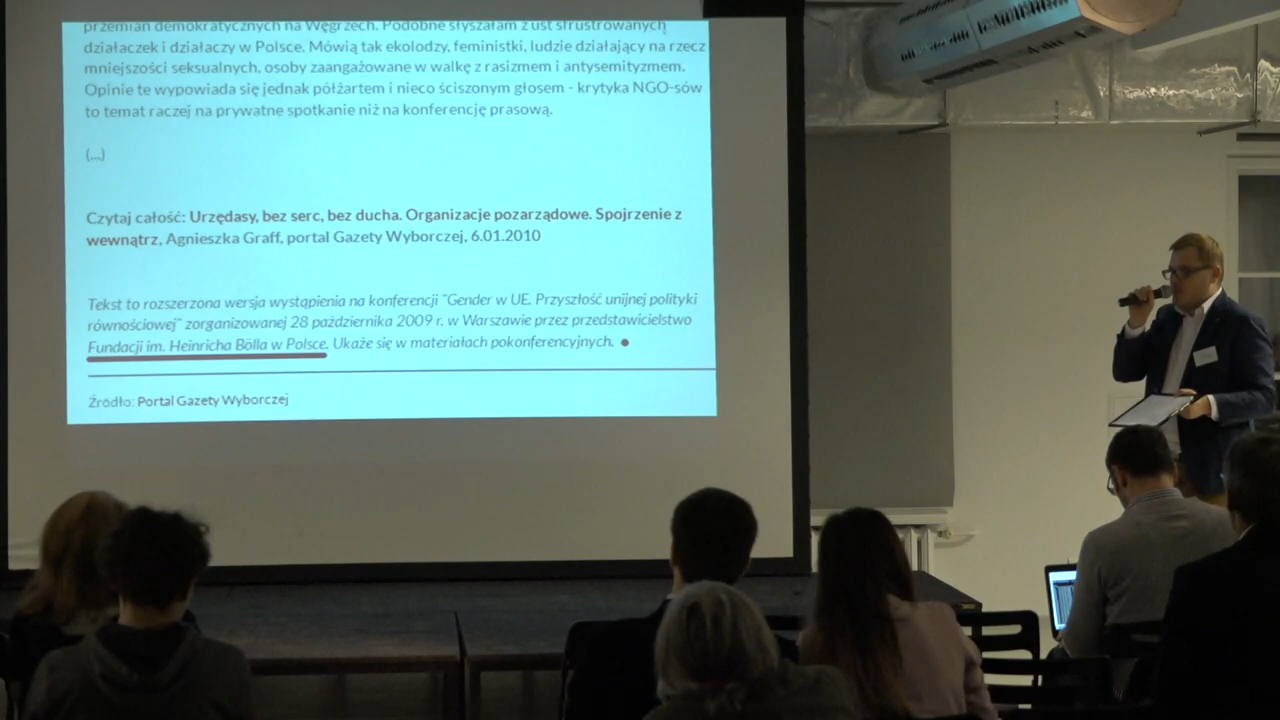 przemian demokratycznych na Węgrzech. Podobne słyszałam z ust sfrustrowanych
działaczek i działaczy w Polsce. Mówią tak ekolodzy, feministki, ludzie działający na rzecz
mniejszości seksualnych, osoby zaangażowane w walkę z rasizmem i antysemityzmem.
Opinie te wypowiada się jednak półżartem i nieco ściszonym głosem - krytyka NGO-sów
to temat raczej na prywatne spotkanie niż na konferencję prasową.
(...)
Czytaj całość: Urzędasy, bez serc, bez ducha. Organizacje pozarządowe. Spojrzenie z
wewnątrz, Agnieszka Graff, portal Gazety Wyborczej, 6.01.2010
Tekst to rozszerzona wersja wystąpienia na konferencji "Gender w UE. Przyszłość unijnej polityki
równościowej" zorganizowanej 28 października 2009 r. w Warszawie przez przedstawicielstwo
Fundacji im. Heinricha Bölla w Polsce. Ukaże się w materiałach pokonferencyjnych.
Źródło: Portal Gazety Wyborczej